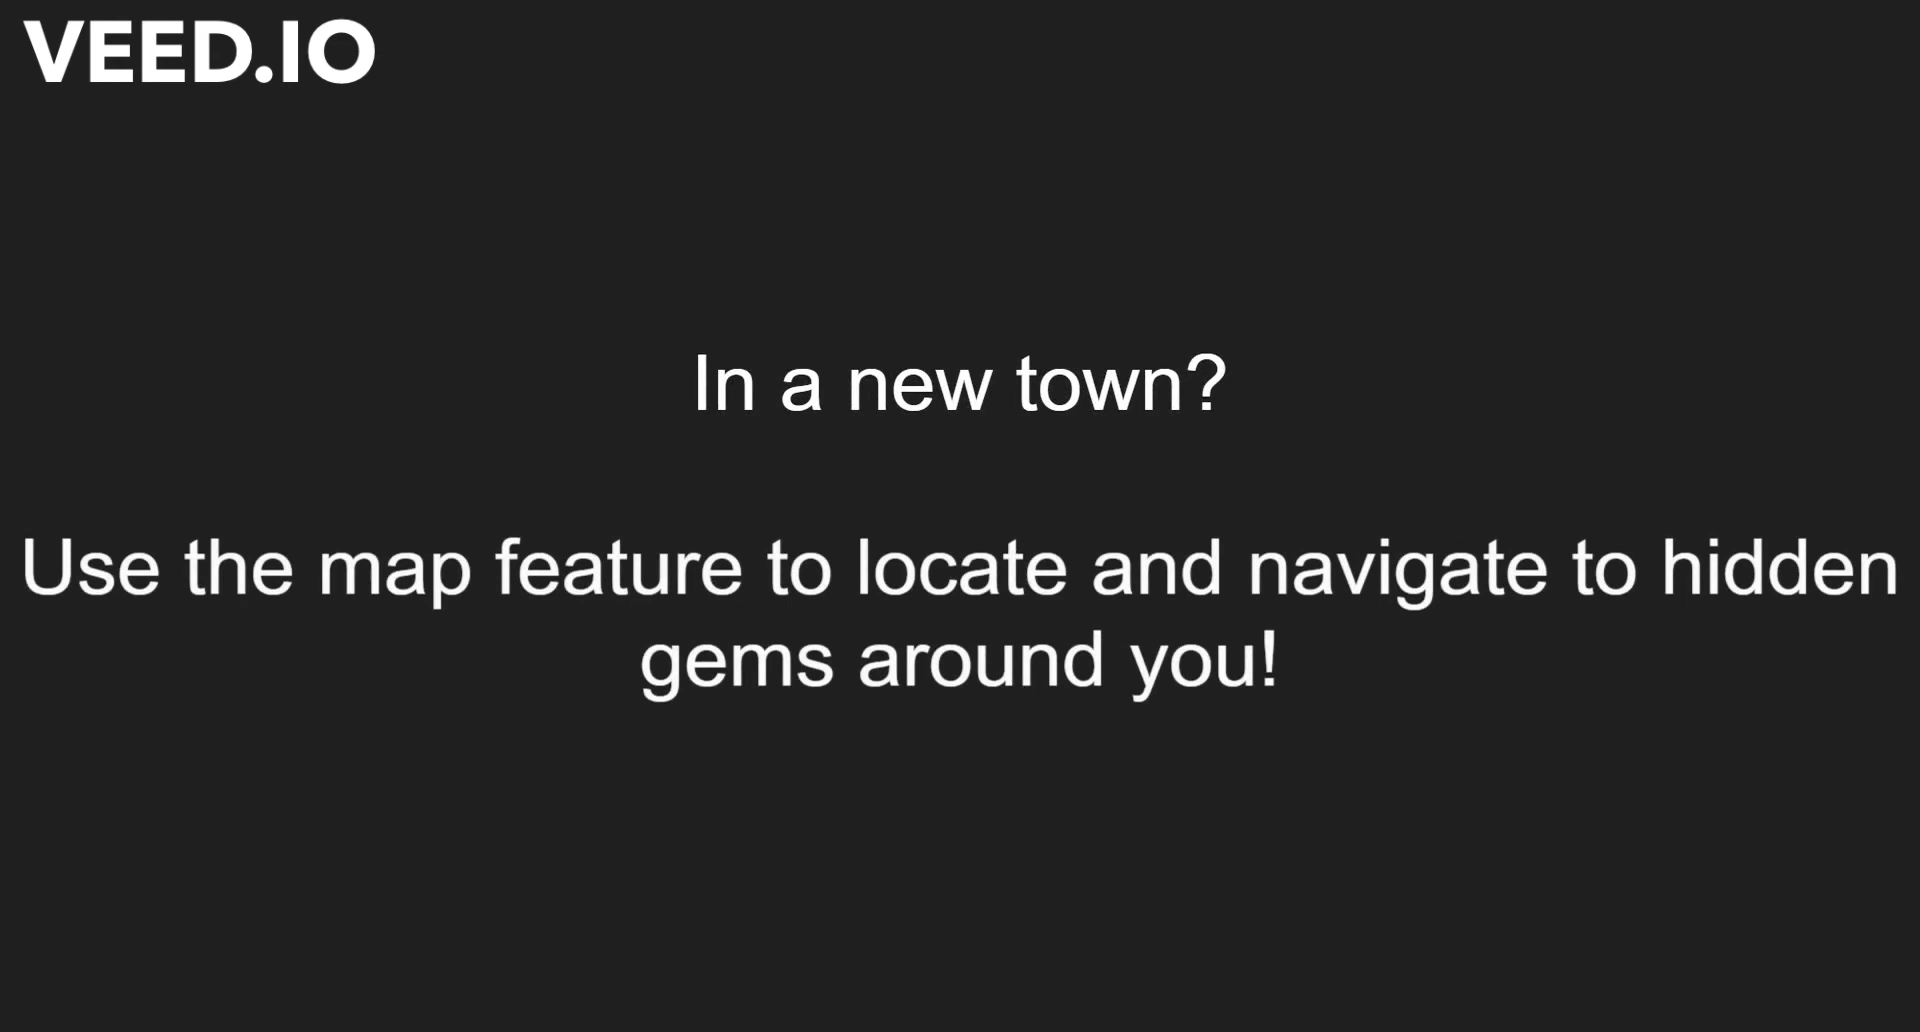 VEED.IO
In a new town?
Use the map feature to locate and navigate to hidden
gems around you!